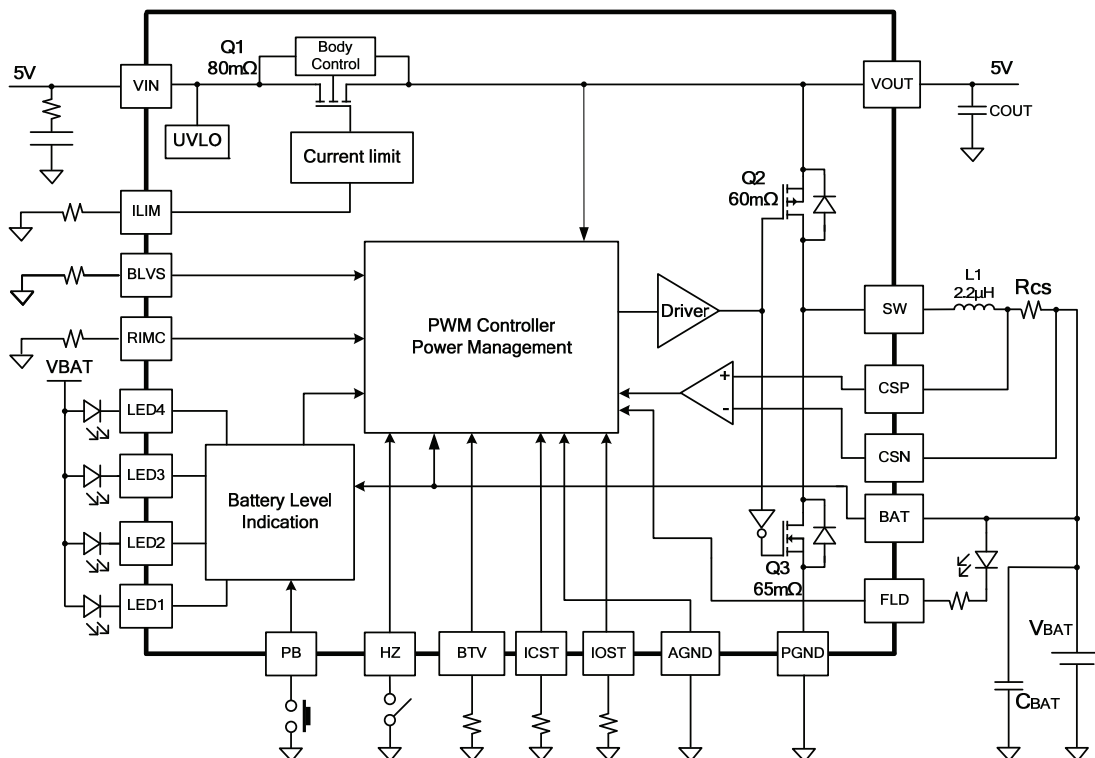 Q1
80mΩ
Body
Control
5V
VIN
VOUT
5V
COUT
UVLO
Current limit
Q2
60mΩ
ILIM
BLVS
L1
2.2µH
Rcs
SW
Driver
PWM Controller
Power Management
RIMC
VBAT
+
-
CSP
LED4
CSN
LED3
Battery Level
Indication
BAT
LED2
Q3
65mΩ
LED1
FLD
VBAT
PB
HZ
BTV
ICST
IOST
AGND
PGND
CBAT